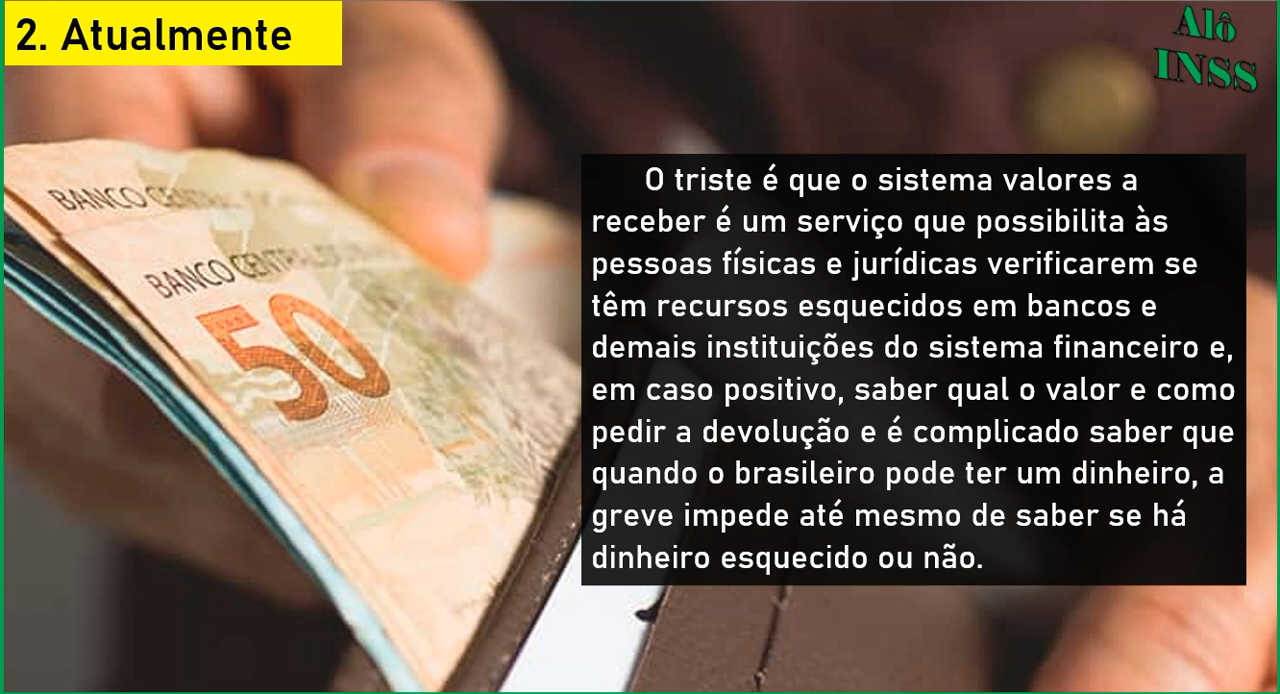 2. Atualmente
Alô
INSS
BANCO CENTRAL
BANCO CENTRAL
50
O triste é que o sistema valores a
receber é um serviço que possibilita às
pessoas físicas e jurídicas verificarem se
têm recursos esquecidos em bancos e
demais instituições do sistema financeiro e,
em caso positivo, saber qual o valor e como
pedir a devolução e é complicado saber que
quando o brasileiro pode ter um dinheiro, a
greve impede até mesmo de saber se há
dinheiro esquecido ou não.